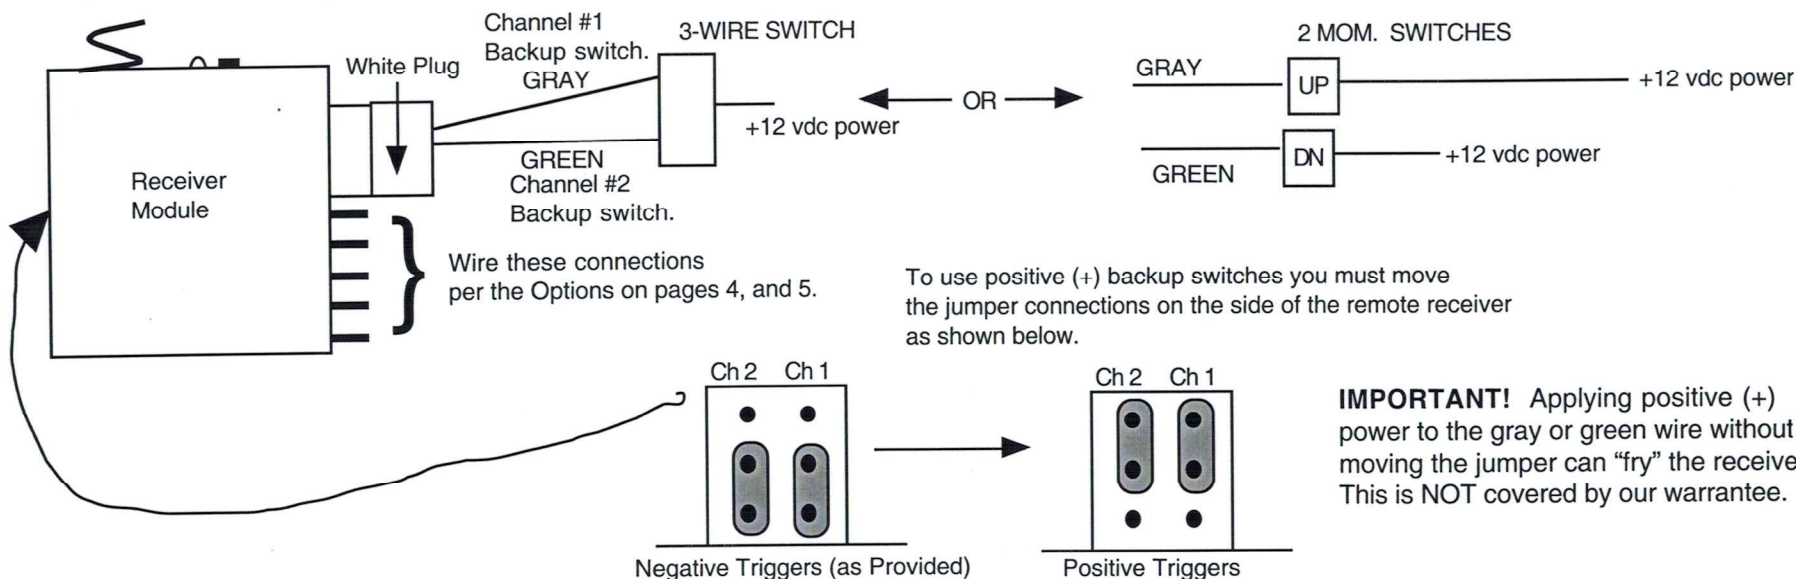 Channel #1
Backup switch.
GRAY
3-WIRE SWITCH
White Plug
+12 vdc power
GREEN
Channel #2
Backup switch.
OR
2 MOM. SWITCHES
GRAY
UP
+12 vdc power
GREEN
DN
+12 vdc power
Receiver
Module
Wire these connections
per the Options on pages 4, and 5.
To use positive (+) backup switches you must move
the jumper connections on the side of the remote receiver
as shown below.
Ch 2 Ch 1
Negative Triggers (as Provided)
Ch 2 Ch 1
Positive Triggers
IMPORTANT! Applying positive (+)
power to the gray or green wire without
moving the jumper can “fry” the receive
This is NOT covered by our warrantee.